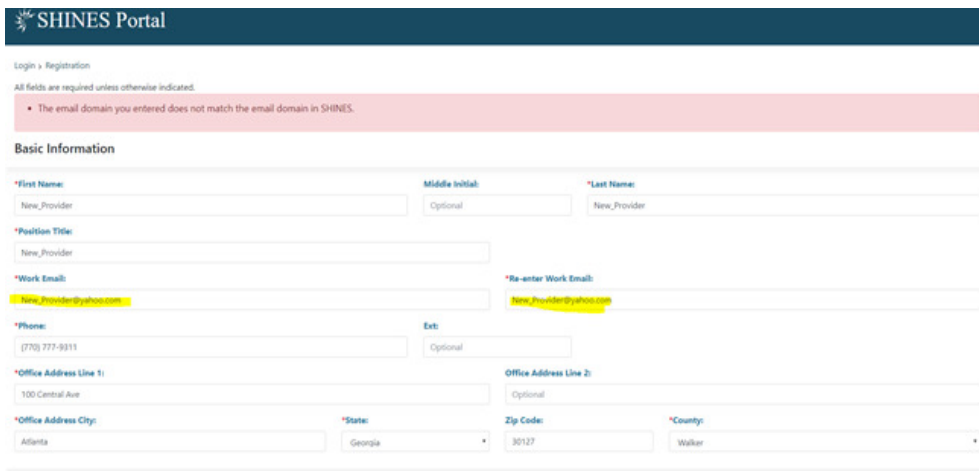 SHINES Portal
Login > Registration
All fields are required unless otherwise indicated.
• The email domain you entered does not match the email domain in SHINES.
Basic Information
*First Name: Middle Initial: *Last Name:
New_Provider Optional New_Provider
*Position Title:
New_Provider
*Work Email: *Re-enter Work Email:
New_Provider@yahoo.com New_Provider@yahoo.com
*Phone: Ext:
(770) 777-9311 Optional
*Office Address Line 1: Office Address Line 2:
100 Central Ave Optional
*Office Address City: *State: Zip Code: *County:
Atlanta Georgia 30127 Walker